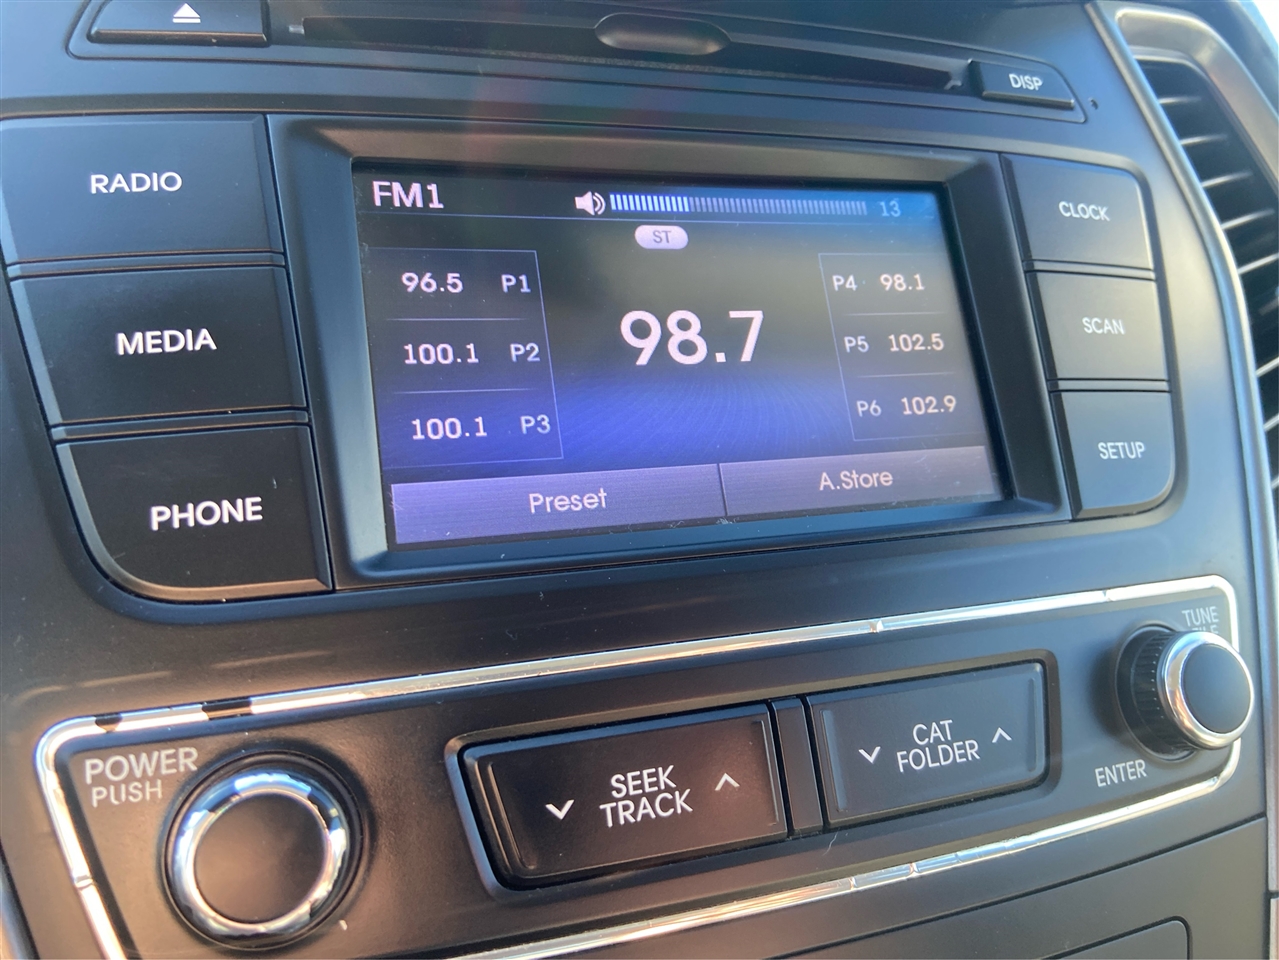 DISP
RADIO
MEDIA
PHONE
FM1
13
ST
96.5 P1
100.1 P2
100.1 P3
98.7
P4 98.1
P5 102.5
P6 102.9
Preset
A.Store
CLOCK
SCAN
SETUP
POWER
PUSH
SEEK
TRACK
CAT
FOLDER
TUNE
ENTER